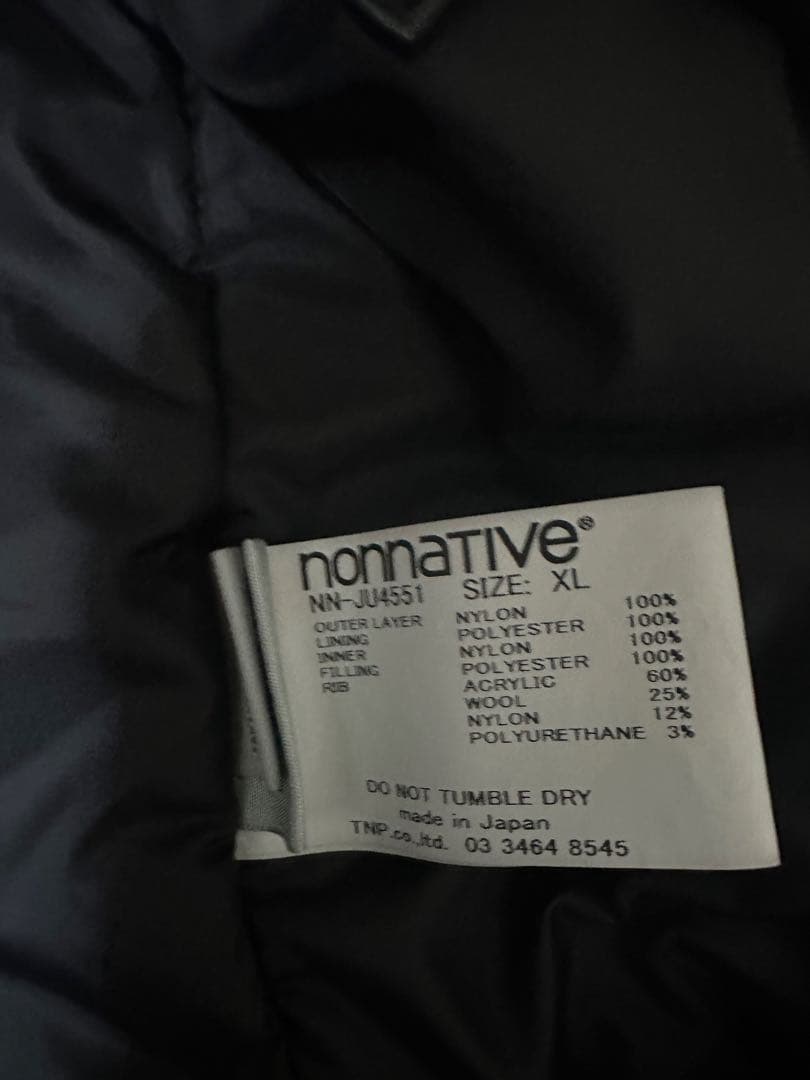 nonnative®
NN-JU4551 SIZE: XL
OUTER LAYER NYLON 100%
LINING POLYESTER 100%
INNER NYLON 100%
FILLING POLYESTER 100%
RIB ACRYLIC 60%
WOOL 25%
NYLON 12%
POLYURETHANE 3%
DO NOT TUMBLE DRY
made in Japan
TNP.co.,ltd. 03 3464 8545